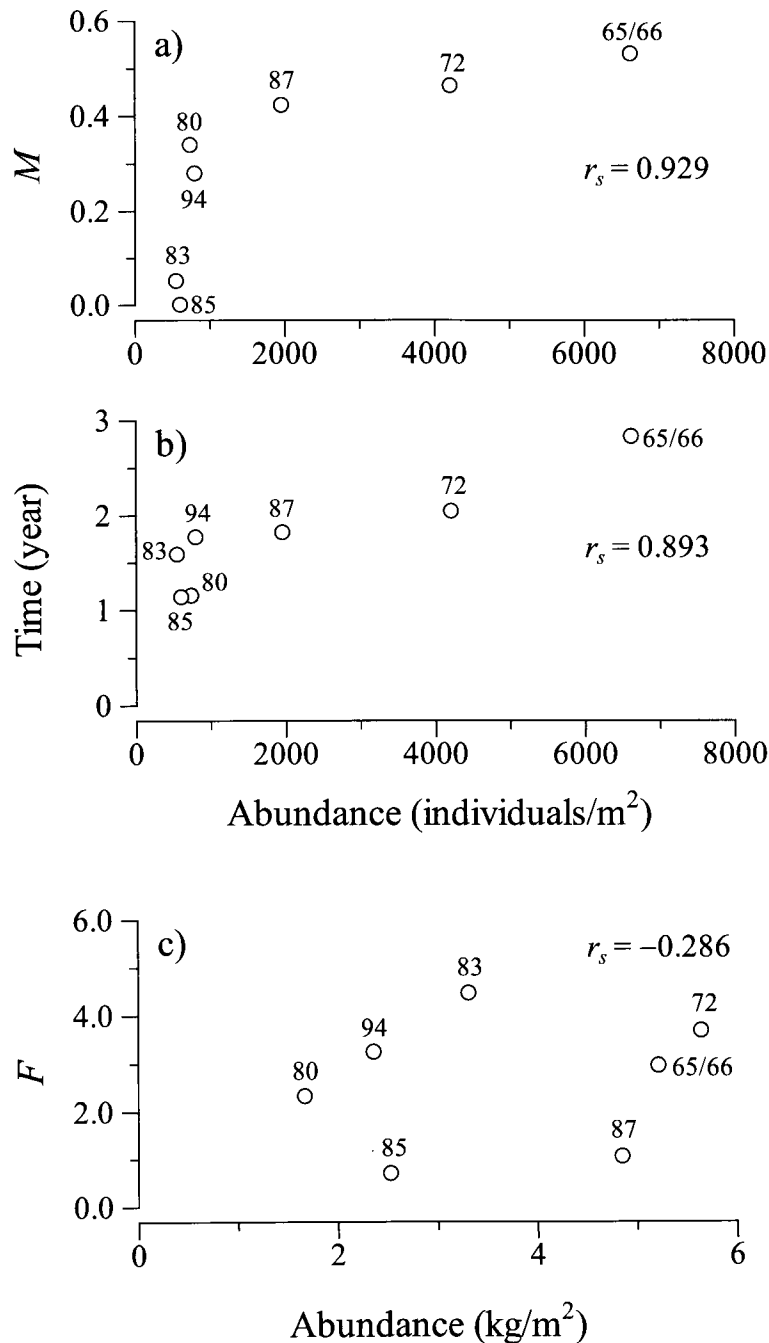 a)
M
0.6
0.4
0.2
0.0
65/66
72
87
80
94
83
85
rₛ = 0.929
0 2000 4000 6000 8000
b)
Time (year)
3
2
1
0
65/66
72
87
94
83
80
85
rₛ = 0.893
0 2000 4000 6000 8000
Abundance (individuals/m²)
c)
F
6.0
4.0
2.0
0.0
rₛ = −0.286
83
72
94
65/66
80
87
85
0 2 4 6
Abundance (kg/m²)